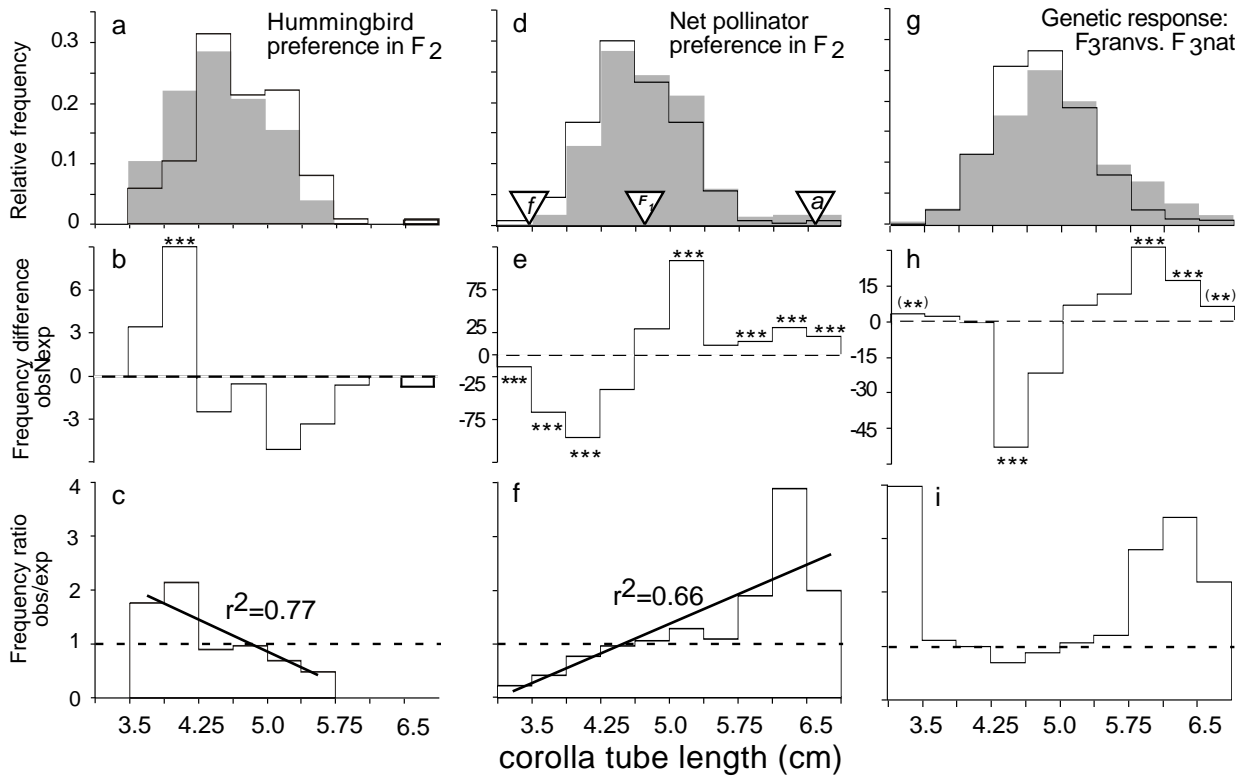 a
Hummingbird
preference in F2
0.3
0.2
0.1
0
Relative frequency
d
Net pollinator
preference in F2
f
F1
a
g
Genetic response:
F3ranvs. F3nat
b
***
6
3
0
-3
Frequency difference
obsNexp
e
75
25
0
-25
-75
***
***
***
***
***
***
***
h
15
0
-15
-30
-45
(**)
***
***
***
(**)
c
4
3
2
1
0
Frequency ratio
obs/exp
r2=0.77
f
r2=0.66
i
3.5 4.25 5.0 5.75 6.5
3.5 4.25 5.0 5.75 6.5
3.5 4.25 5.0 5.75 6.5
corolla tube length (cm)